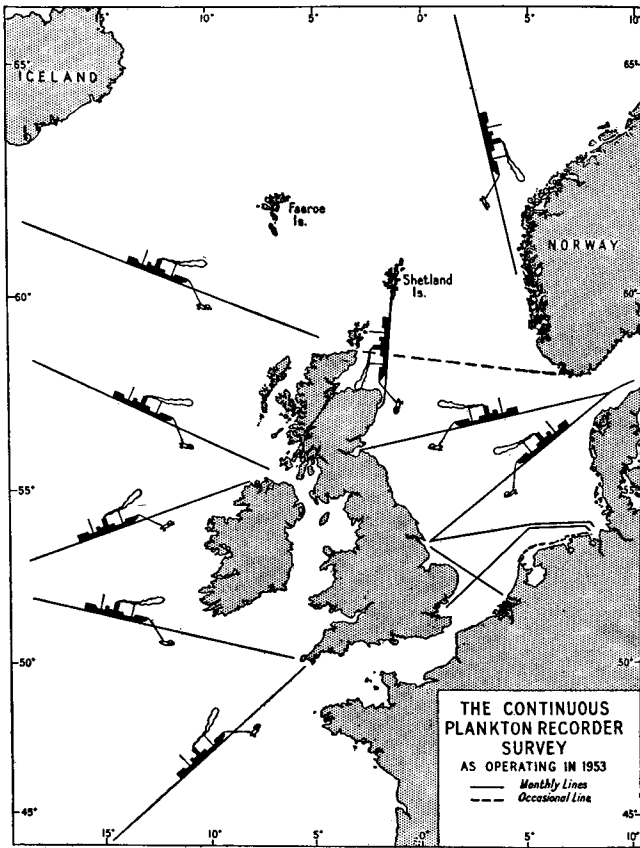 15° 10° 5° 0° 5° 10°
65° 65°
ICELAND
Faeroe
Is.
NORWAY
Shetland
Is.
60° 60°
55° 55°
50° 50°
THE CONTINUOUS
PLANKTON RECORDER
SURVEY
AS OPERATING IN 1953
Monthly Lines
Occasional Line
45° 45°
15° 10° 5° 0° 5° 10°